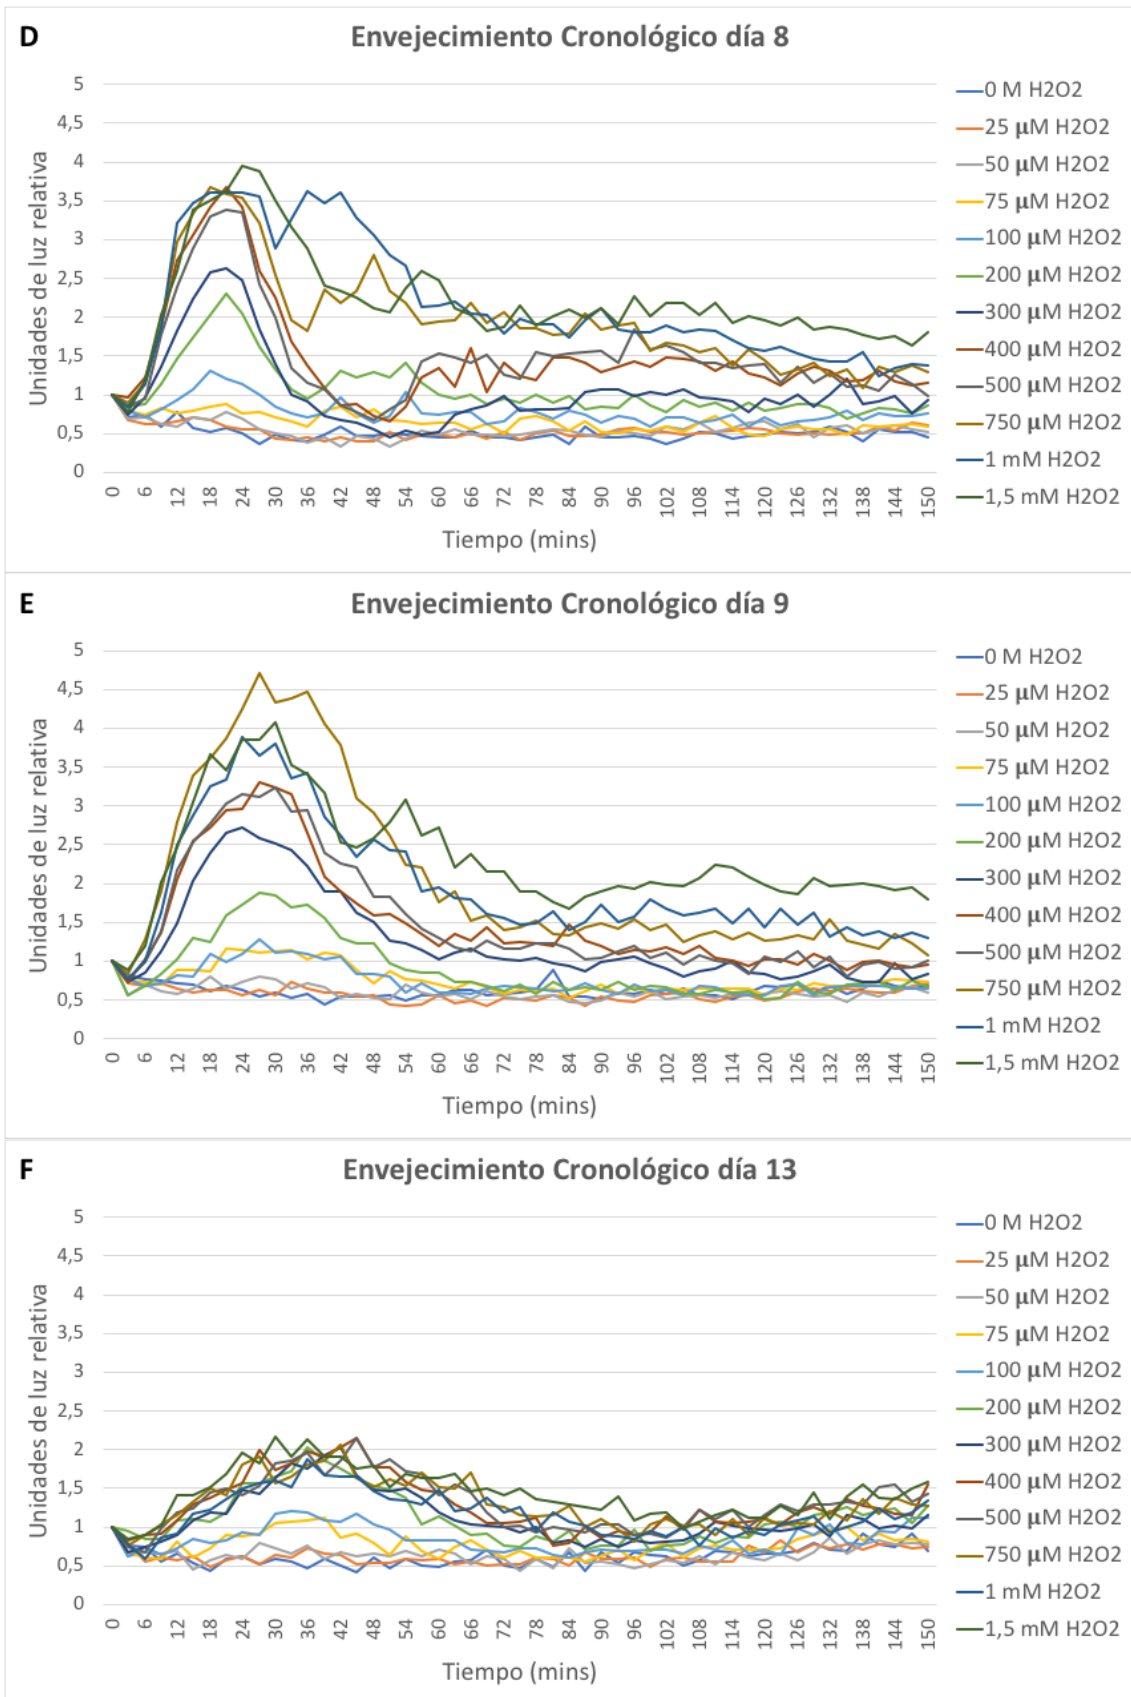 D
Envejecimiento Cronológico día 8
Unidades de luz relativa
5
4,5
4
3,5
3
2,5
2
1,5
1
0,5
0
0 6 12 18 24 30 36 42 48 54 60 66 72 78 84 90 96 102 108 114 120 126 132 138 144 150
Tiempo (mins)
0 M H2O2
25 μM H2O2
50 μM H2O2
75 μM H2O2
100 μM H2O2
200 μM H2O2
300 μM H2O2
400 μM H2O2
500 μM H2O2
750 μM H2O2
1 mM H2O2
1,5 mM H2O2
E
Envejecimiento Cronológico día 9
Unidades de luz relativa
5
4,5
4
3,5
3
2,5
2
1,5
1
0,5
0
0 6 12 18 24 30 36 42 48 54 60 66 72 78 84 90 96 102 108 114 120 126 132 138 144 150
Tiempo (mins)
0 M H2O2
25 μM H2O2
50 μM H2O2
75 μM H2O2
100 μM H2O2
200 μM H2O2
300 μM H2O2
400 μM H2O2
500 μM H2O2
750 μM H2O2
1 mM H2O2
1,5 mM H2O2
F
Envejecimiento Cronológico día 13
Unidades de luz relativa
5
4,5
4
3,5
3
2,5
2
1,5
1
0,5
0
0 6 12 18 24 30 36 42 48 54 60 66 72 78 84 90 96 102 108 114 120 126 132 138 144 150
Tiempo (mins)
0 M H2O2
25 μM H2O2
50 μM H2O2
75 μM H2O2
100 μM H2O2
200 μM H2O2
300 μM H2O2
400 μM H2O2
500 μM H2O2
750 μM H2O2
1 mM H2O2
1,5 mM H2O2